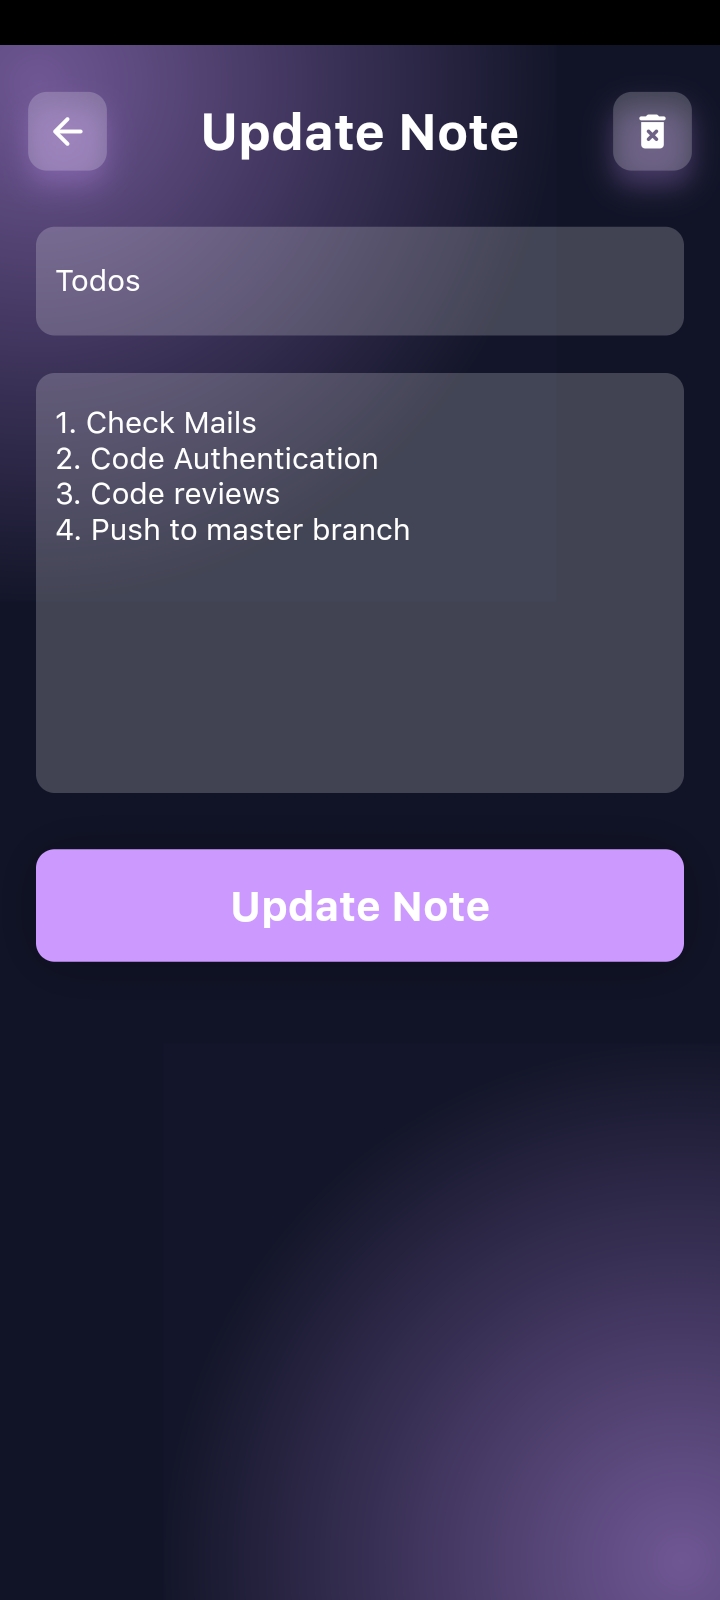 Update Note
Todos
1. Check Mails
2. Code Authentication
3. Code reviews
4. Push to master branch
Update Note